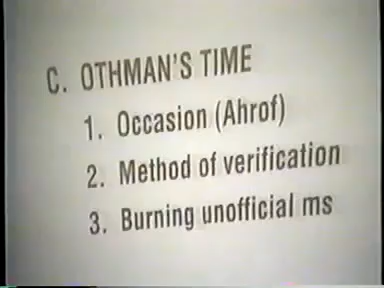 C. OTHMAN'S TIME
1. Occasion (Ahrof)
2. Method of verification
3. Burning unofficial ms